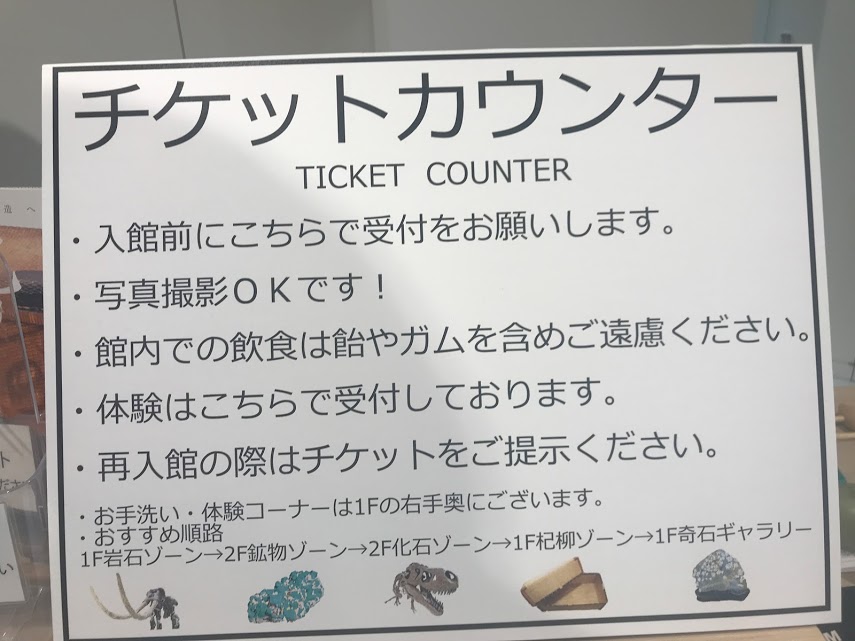 チケットカウンター
TICKET COUNTER
・入館前にこちらで受付をお願いします。
・写真撮影ＯＫです！
・館内での飲食は飴やガムを含めご遠慮ください。
・体験はこちらで受付しております。
・再入館の際はチケットをご提示ください。
・お手洗い・体験コーナーは1Fの右手奥にございます。
・おすすめ順路
1F岩石ゾーン→2F鉱物ゾーン→2F化石ゾーン→1F杞柳ゾーン→1F奇石ギャラリー